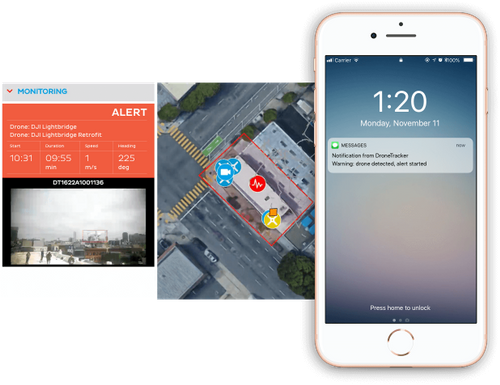 MONITORING
ALERT
Drone: DJI Lightbridge
Drone: DJI Lightbridge Retrofit
Start Duration Speed Heading
10:31 09:55 1 225
min. m/s deg
DT1622A1001136
Carrier
100%
1:20
Monday, November 11
MESSAGES now
Notification from DroneTracker
Warning: drone detected, alert started
Press home to unlock